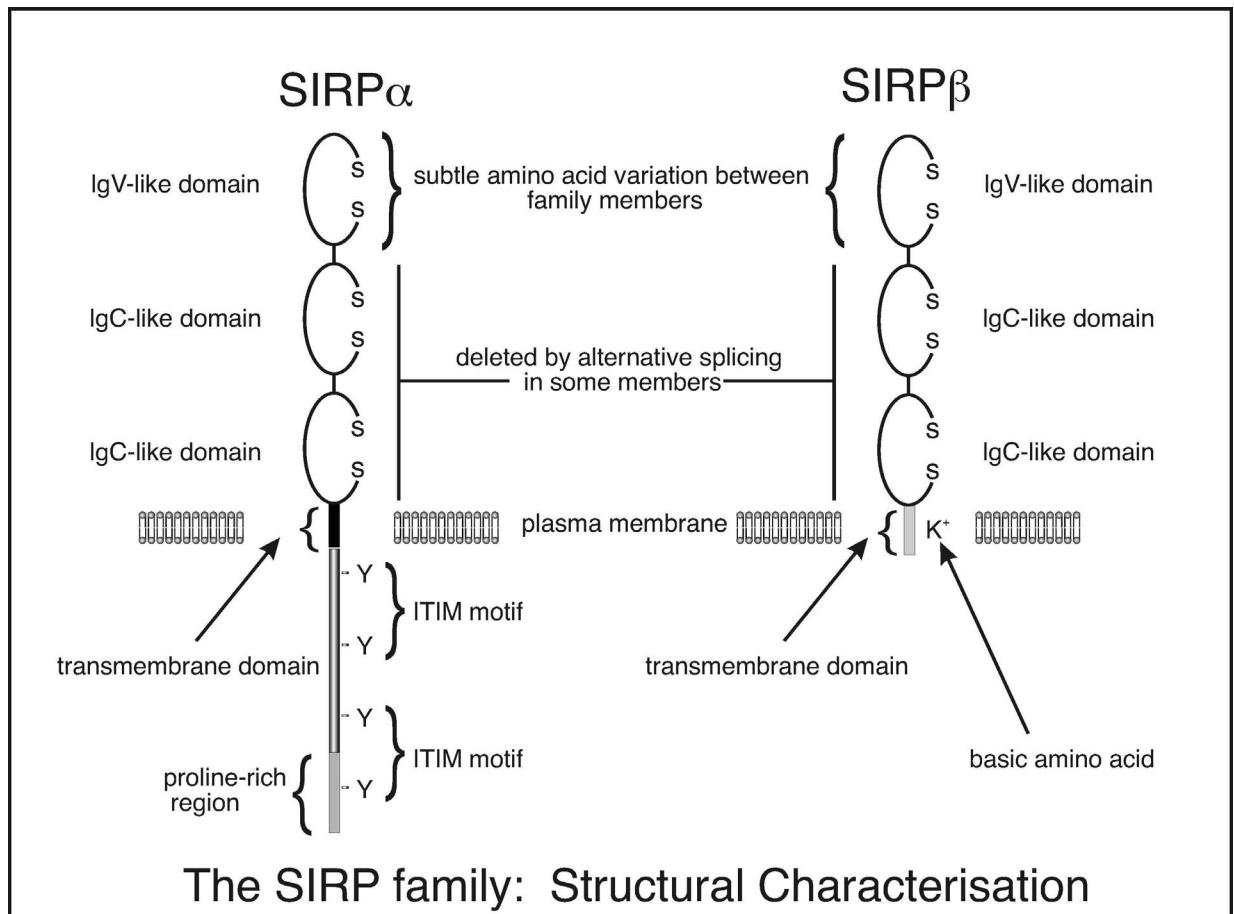 SIRPα
SIRPβ
IgV-like domain
S
S
subtle amino acid variation between
family members
S
S
IgV-like domain
IgC-like domain
S
S
S
S
IgC-like domain
deleted by alternative splicing
in some members
IgC-like domain
S
S
S
S
IgC-like domain
plasma membrane
K+
Y
ITIM motif
Y
transmembrane domain
transmembrane domain
Y
ITIM motif
Y
proline-rich
region
basic amino acid
The SIRP family: Structural Characterisation